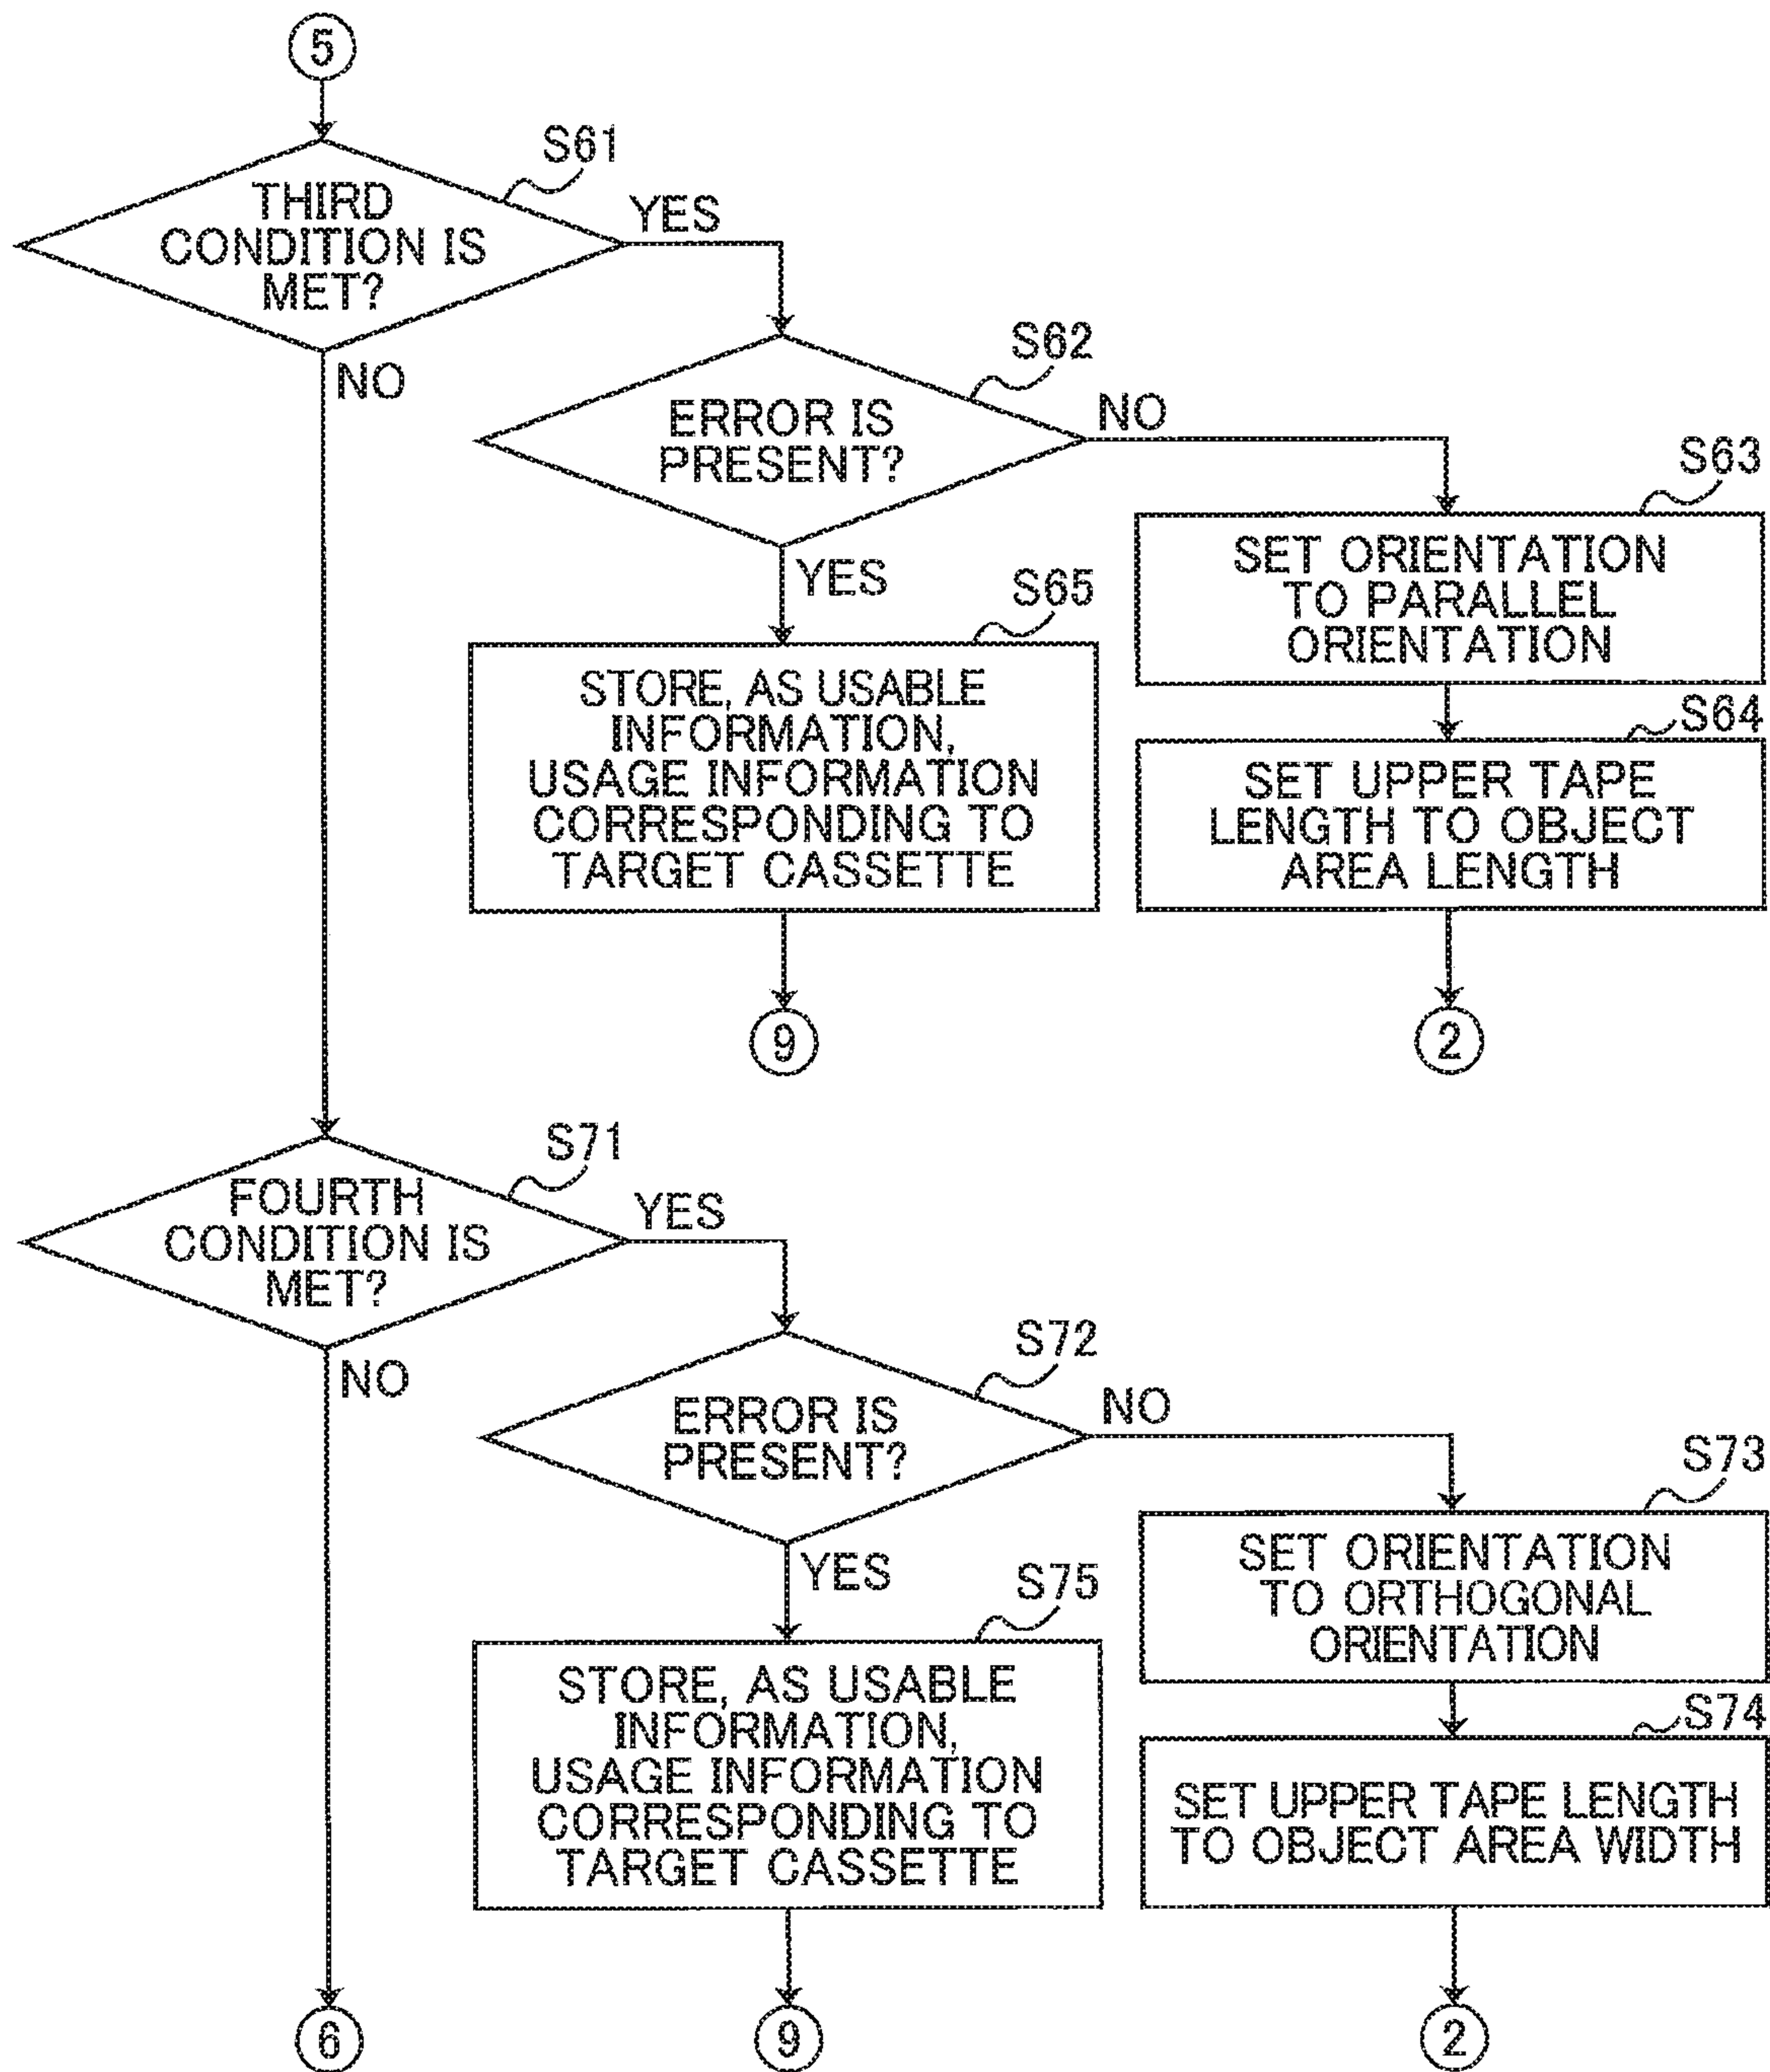 5
S61
THIRD
CONDITION IS
MET?
YES
NO
S62
ERROR IS
PRESENT?
NO
YES
S63
SET ORIENTATION
TO PARALLEL
ORIENTATION
S65
STORE, AS USABLE
INFORMATION,
USAGE INFORMATION
CORRESPONDING TO
TARGET CASSETTE
S64
SET UPPER TAPE
LENGTH TO OBJECT
AREA LENGTH
9
2
S71
FOURTH
CONDITION IS
MET?
YES
NO
S72
ERROR IS
PRESENT?
NO
YES
S73
SET ORIENTATION
TO ORTHOGONAL
ORIENTATION
S75
STORE, AS USABLE
INFORMATION,
USAGE INFORMATION
CORRESPONDING TO
TARGET CASSETTE
S74
SET UPPER TAPE LENGTH
TO OBJECT AREA WIDTH
6
9
2